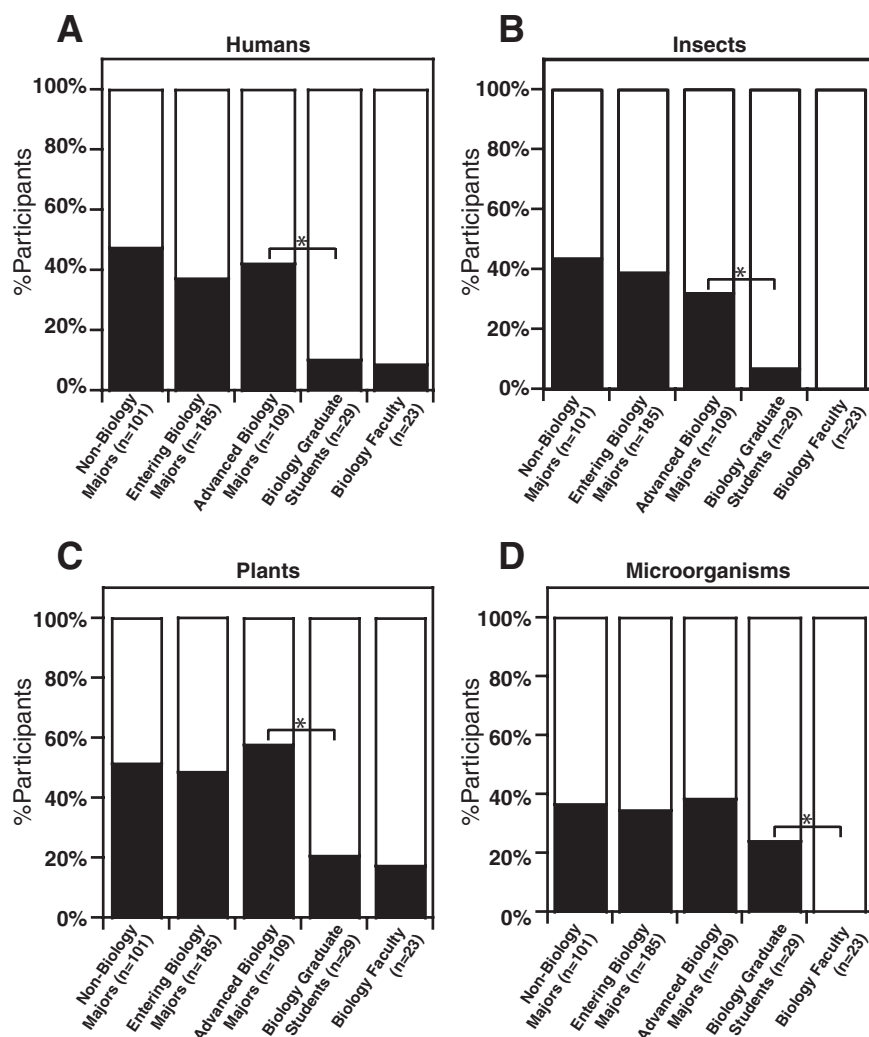 A
Humans
%Participants
100%
80%
60%
40%
20%
0%
*
Non-Biology
Majors (n=101)
Entering Biology
Majors (n=185)
Advanced Biology
Majors (n=109)
Biology Graduate
Students (n=29)
Biology Faculty
(n=23)
B
Insects
%Participants
100%
80%
60%
40%
20%
0%
*
Non-Biology
Majors (n=101)
Entering Biology
Majors (n=185)
Advanced Biology
Majors (n=109)
Biology Graduate
Students (n=29)
Biology Faculty
(n=23)
C
Plants
%Participants
100%
80%
60%
40%
20%
0%
*
Non-Biology
Majors (n=101)
Entering Biology
Majors (n=185)
Advanced Biology
Majors (n=109)
Biology Graduate
Students (n=29)
Biology Faculty
(n=23)
D
Microorganisms
%Participants
100%
80%
60%
40%
20%
0%
*
Non-Biology
Majors (n=101)
Entering Biology
Majors (n=185)
Advanced Biology
Majors (n=109)
Biology Graduate
Students (n=29)
Biology Faculty
(n=23)